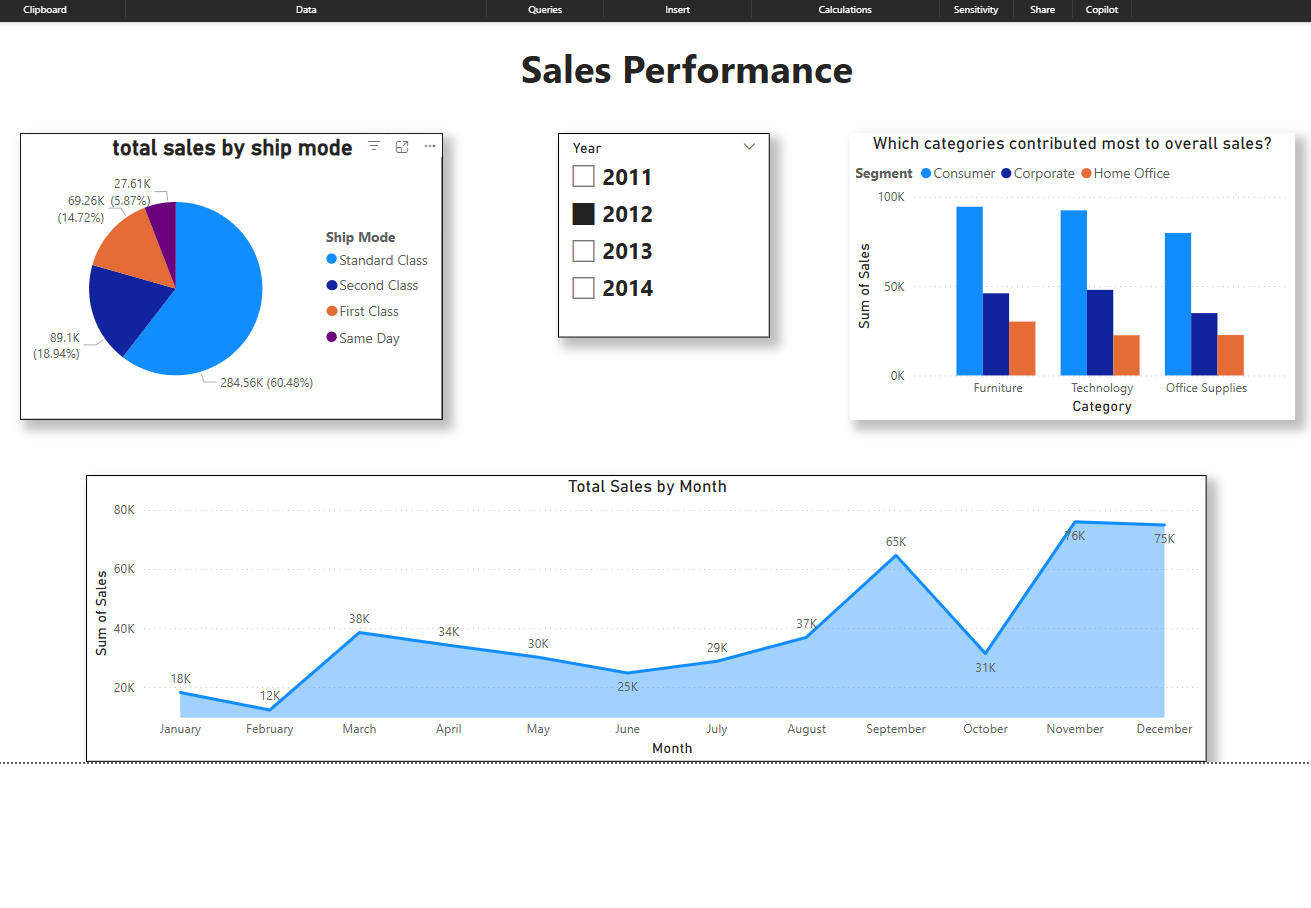 Clipboard Data Queries Insert Calculations Sensitivity Share Copilot
Sales Performance
total sales by ship mode
27.61K
(5.87%)
69.26K
(14.72%)
89.1K
(18.94%)
284.56K (60.48%)
Ship Mode
Standard Class
Second Class
First Class
Same Day
Year
2011
2012
2013
2014
Which categories contributed most to overall sales?
Segment Consumer Corporate Home Office
Sum of Sales
100K
50K
0K
Furniture Technology Office Supplies
Category
Total Sales by Month
Sum of Sales
80K
60K
40K
20K
18K 12K 38K 34K 30K 25K 29K 37K 65K 31K 76K 75K
January February March April May June July August September October November December
Month